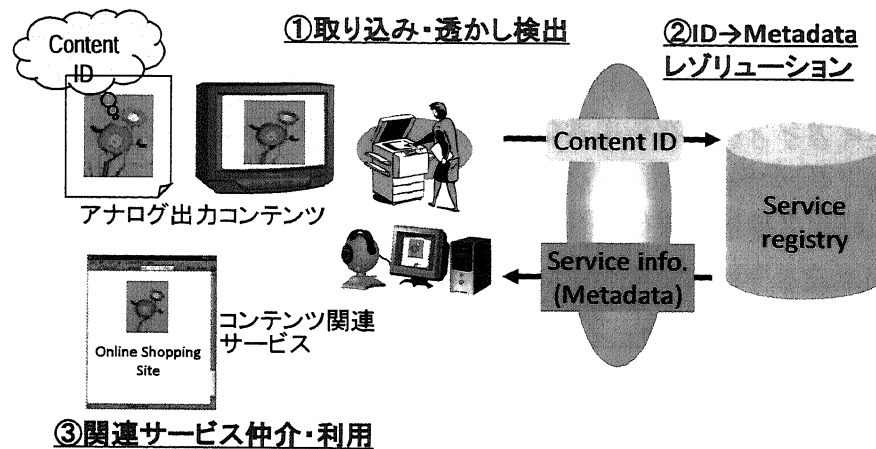 ①取り込み・透かし検出
②ID→Metadata
レゾリューション
Content
ID
アナログ出力コンテンツ
Content ID
Service
registry
Service info.
(Metadata)
コンテンツ関連
サービス
Online Shopping
Site
③関連サービス仲介・利用